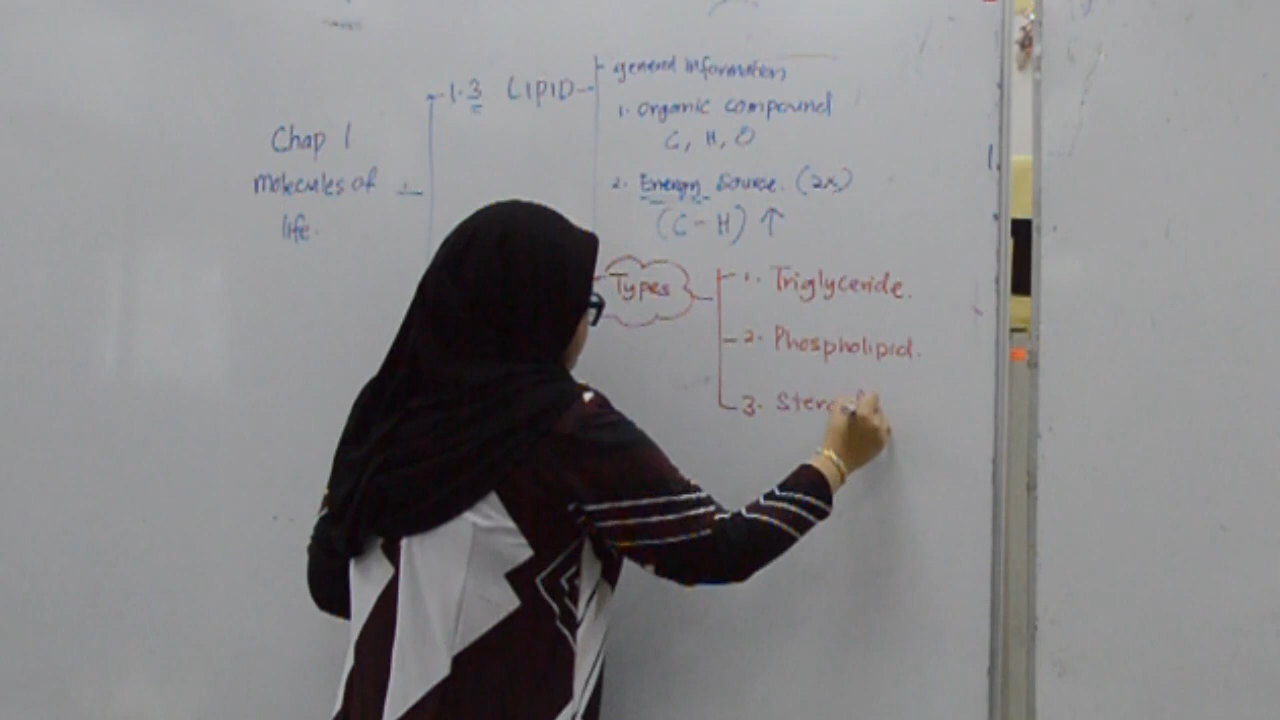 Chap 1
molecules of
life.
1.3 LIPID
general information
1. organic compound
C, H, O
2. Energy source. (2x)
(C-H) ↑
Types
1. Triglyceride.
2. Phospholipid.
3.
1.